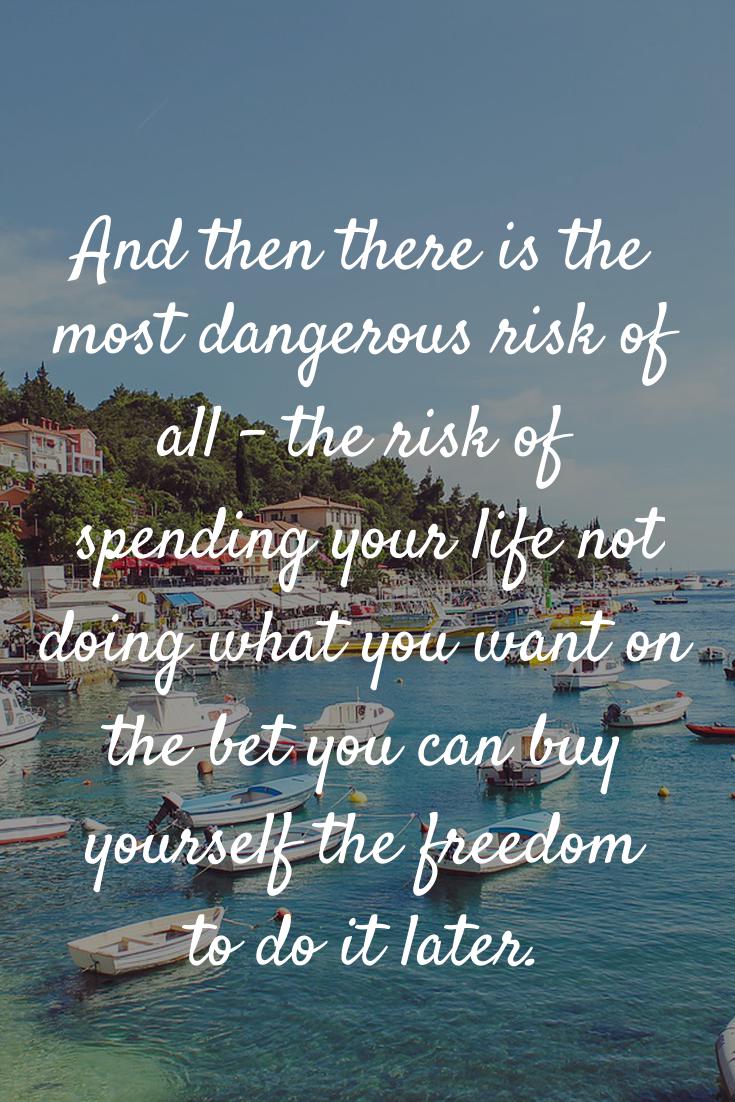 And then there is the
most dangerous risk of
all - the risk of
spending your life not
doing what you want on
the bet you can buy
yourself the freedom
to do it later.